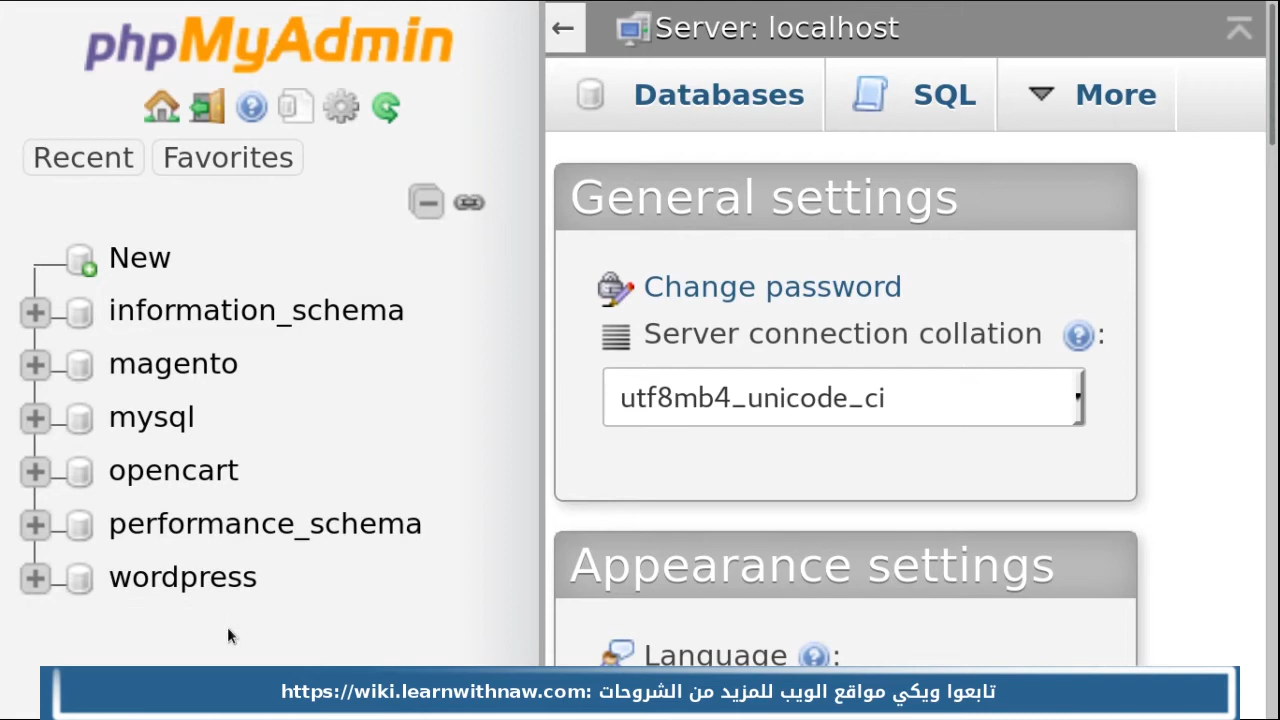 phpMyAdmin
Recent
Favorites
New
information_schema
magento
mysql
opencart
performance_schema
wordpress
←
Server: localhost
Databases
SQL
More
General settings
Change password
Server connection collation :
utf8mb4_unicode_ci
Appearance settings
Language :
تابعوا ويكي مواقع الويب للمزيد من الشروحات: https://wiki.learnwithnaw.com